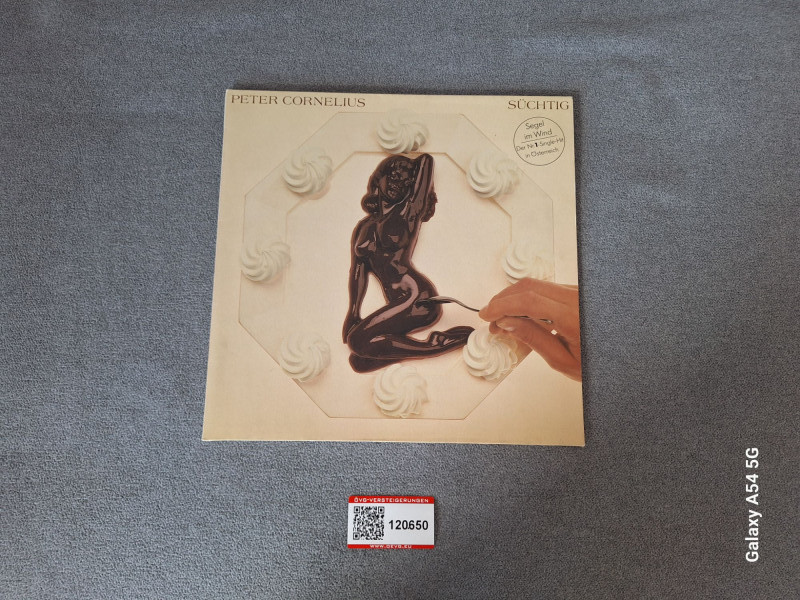 PETER CORNELIUS
SÜCHTIG
Segel
im Wind
Der Nr.1-Single-Hit
in Österreich
ÖVG-VERSTEIGERUNGEN
120650
WWW.OEVG.EU
Galaxy A54 5G